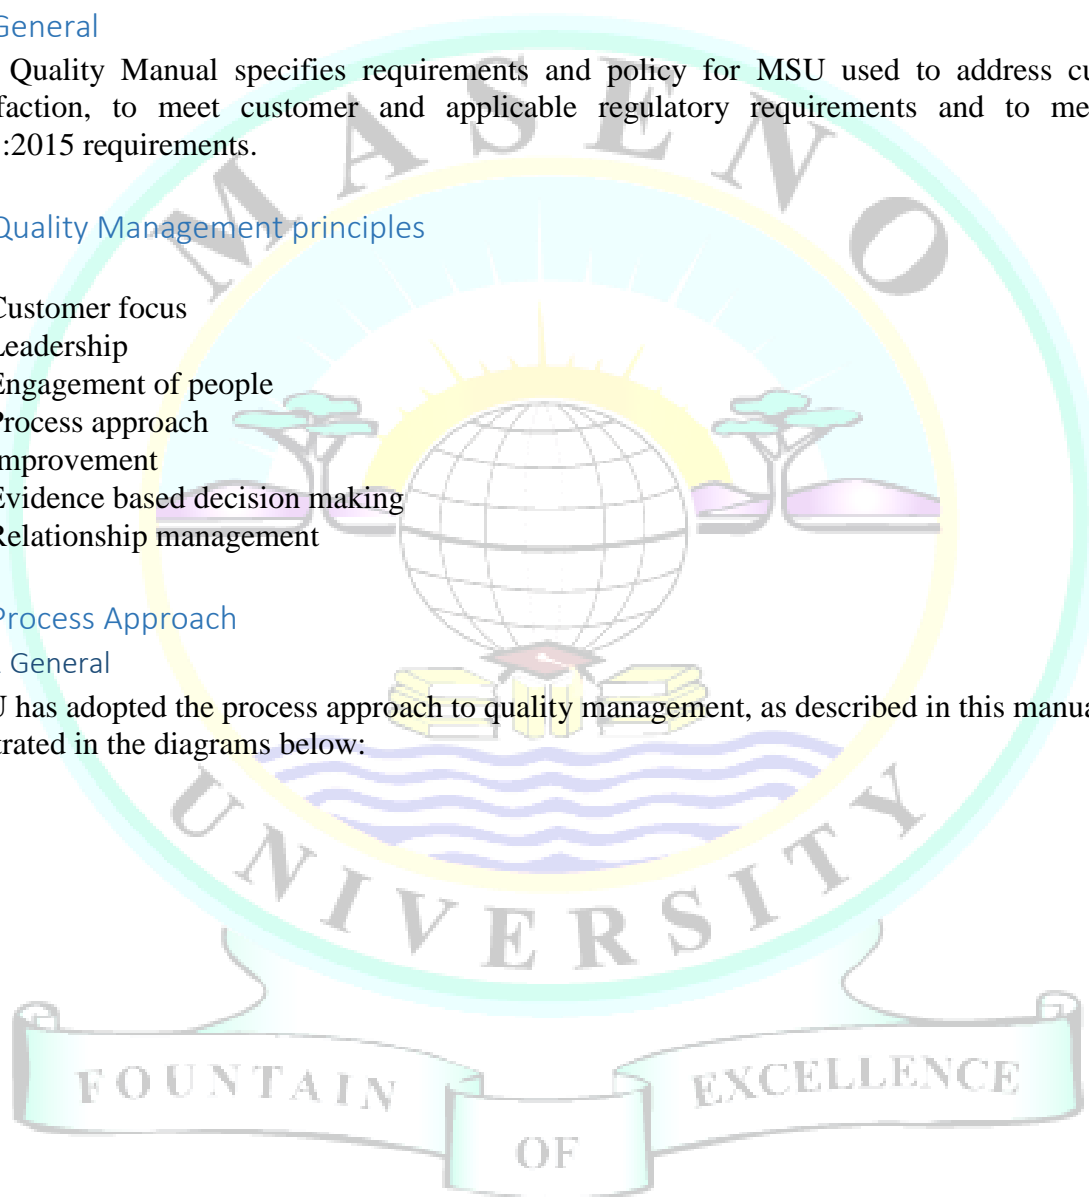 General
Quality Manual specifies requirements and policy for MSU used to address cu
faction, to meet customer and applicable regulatory requirements and to me
:2015 requirements.
Quality Management principles
Customer focus
Leadership
Engagement of people
Process approach
mprovement
Evidence based decision making
Relationship management
Process Approach
General
U has adopted the process approach to quality management, as described in this manua
trated in the diagrams below:
MASENO
UNIVERSITY
FOUNTAIN
OF
EXCELLENCE